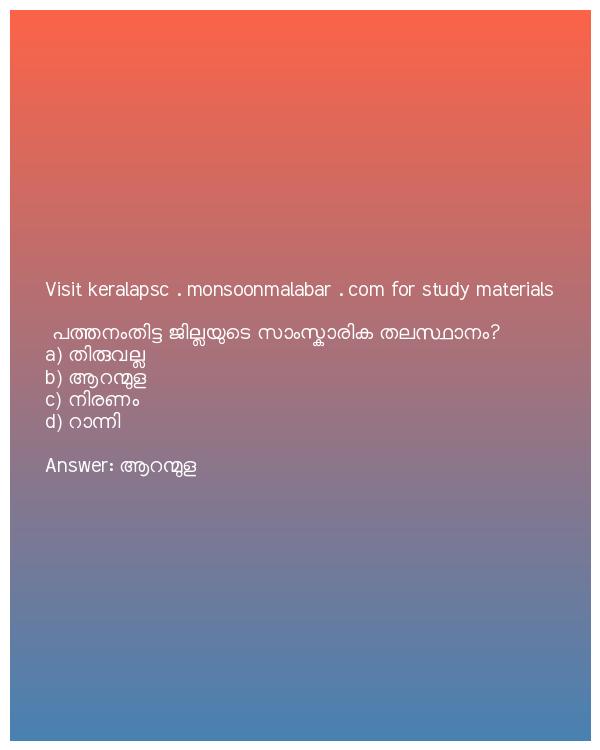 Visit keralapsc . monsoonmalabar . com for study materials
പത്തനംതിട്ട ജില്ലയുടെ സാംസ്കാരിക തലസ്ഥാനം?
a) തിരുവല്ല
b) ആറന്മുള
c) നിരണം
d) റാന്നി
Answer: ആറന്മുള